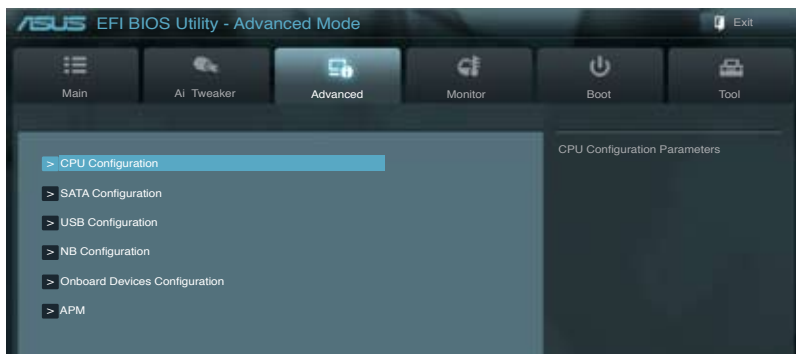 ASUS EFI BIOS Utility - Advanced Mode Exit
Main Ai Tweaker Advanced Monitor Boot Tool
CPU Configuration Parameters
> CPU Configuration
> SATA Configuration
> USB Configuration
> NB Configuration
> Onboard Devices Configuration
> APM